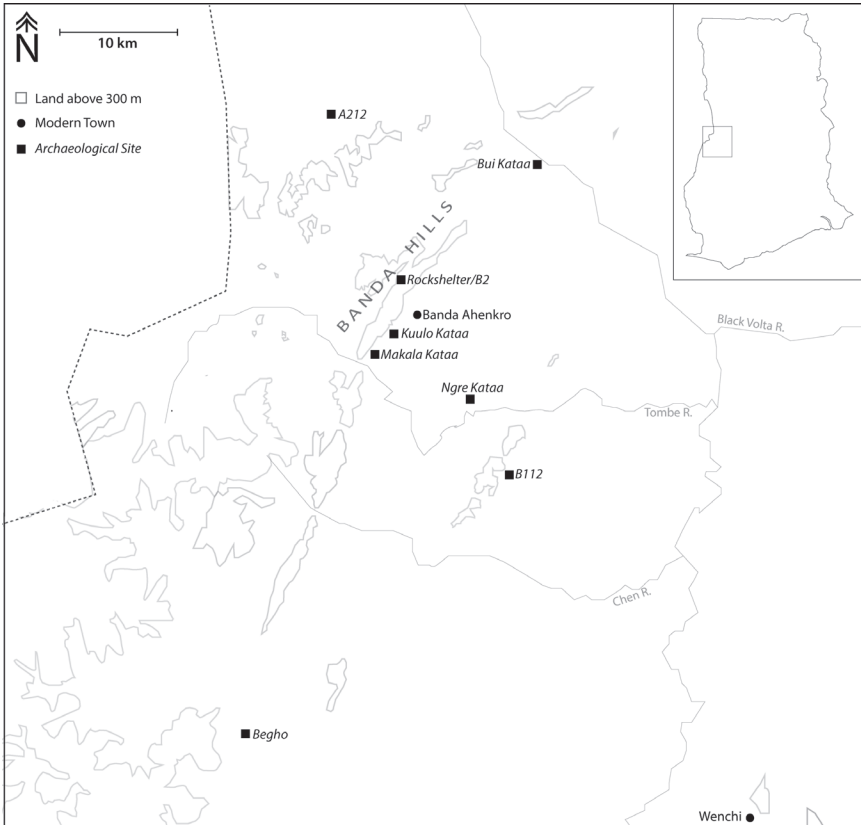 N
10 km
Land above 300 m
Modern Town
Archaeological Site
A212
Bui Kataa
BANDA HILLS
Rockshelter/B2
Banda Ahenkro
Kuulo Kataa
Makala Kataa
Black Volta R.
Ngre Kataa
Tombe R.
B112
Chen R.
Begho
Wenchi